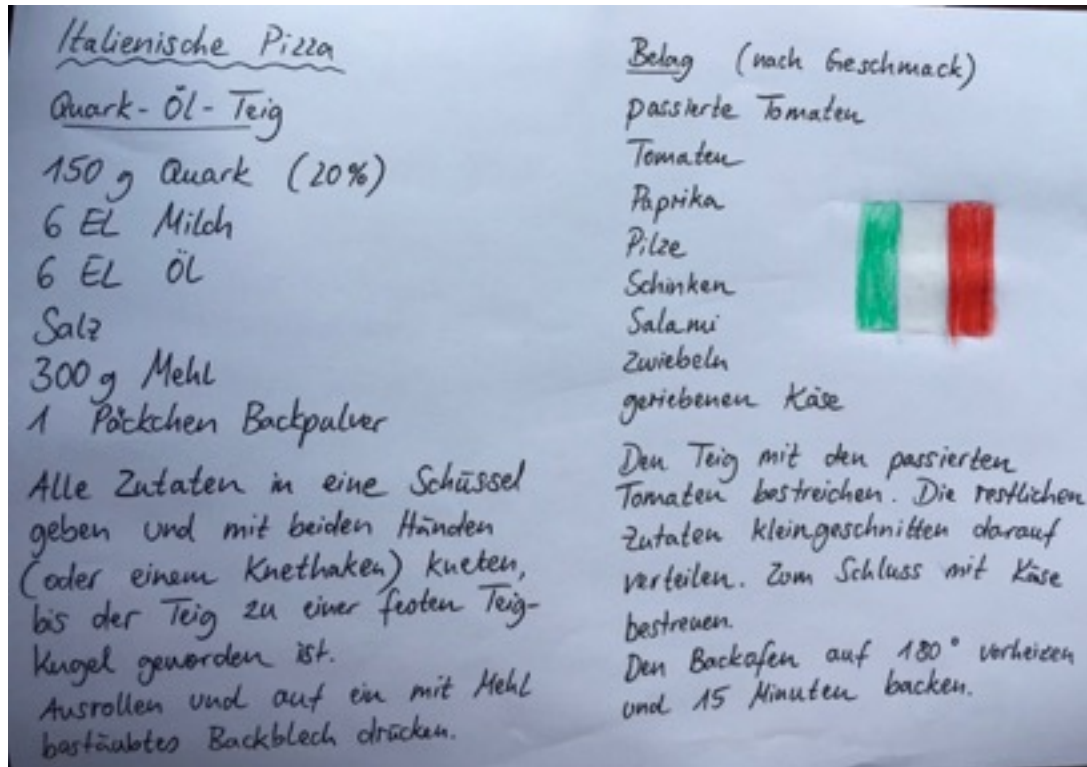 Italienische Pizza
Quark-Öl-Teig
150 g Quark (20%)
6 EL Milch
6 EL Öl
Salz
300 g Mehl
1 Päckchen Backpulver
Alle Zutaten in eine Schüssel
geben und mit beiden Händen
(oder einem Knethaken) kneten,
bis der Teig zu einer festen Teig-
Kugel geworden ist.
Ausrollen und auf ein mit Mehl
bestäubtes Backblech drücken.
Belag (nach Geschmack)
passierte Tomaten
Tomaten
Paprika
Pilze
Schinken
Salami
Zwiebeln
geriebenen Käse
Den Teig mit den passierten
Tomaten bestreichen. Die restlichen
Zutaten kleingeschnitten darauf
verteilen. Zum Schluss mit Käse
bestreuen.
Den Backofen auf 180° vorheizen
und 15 Minuten backen.